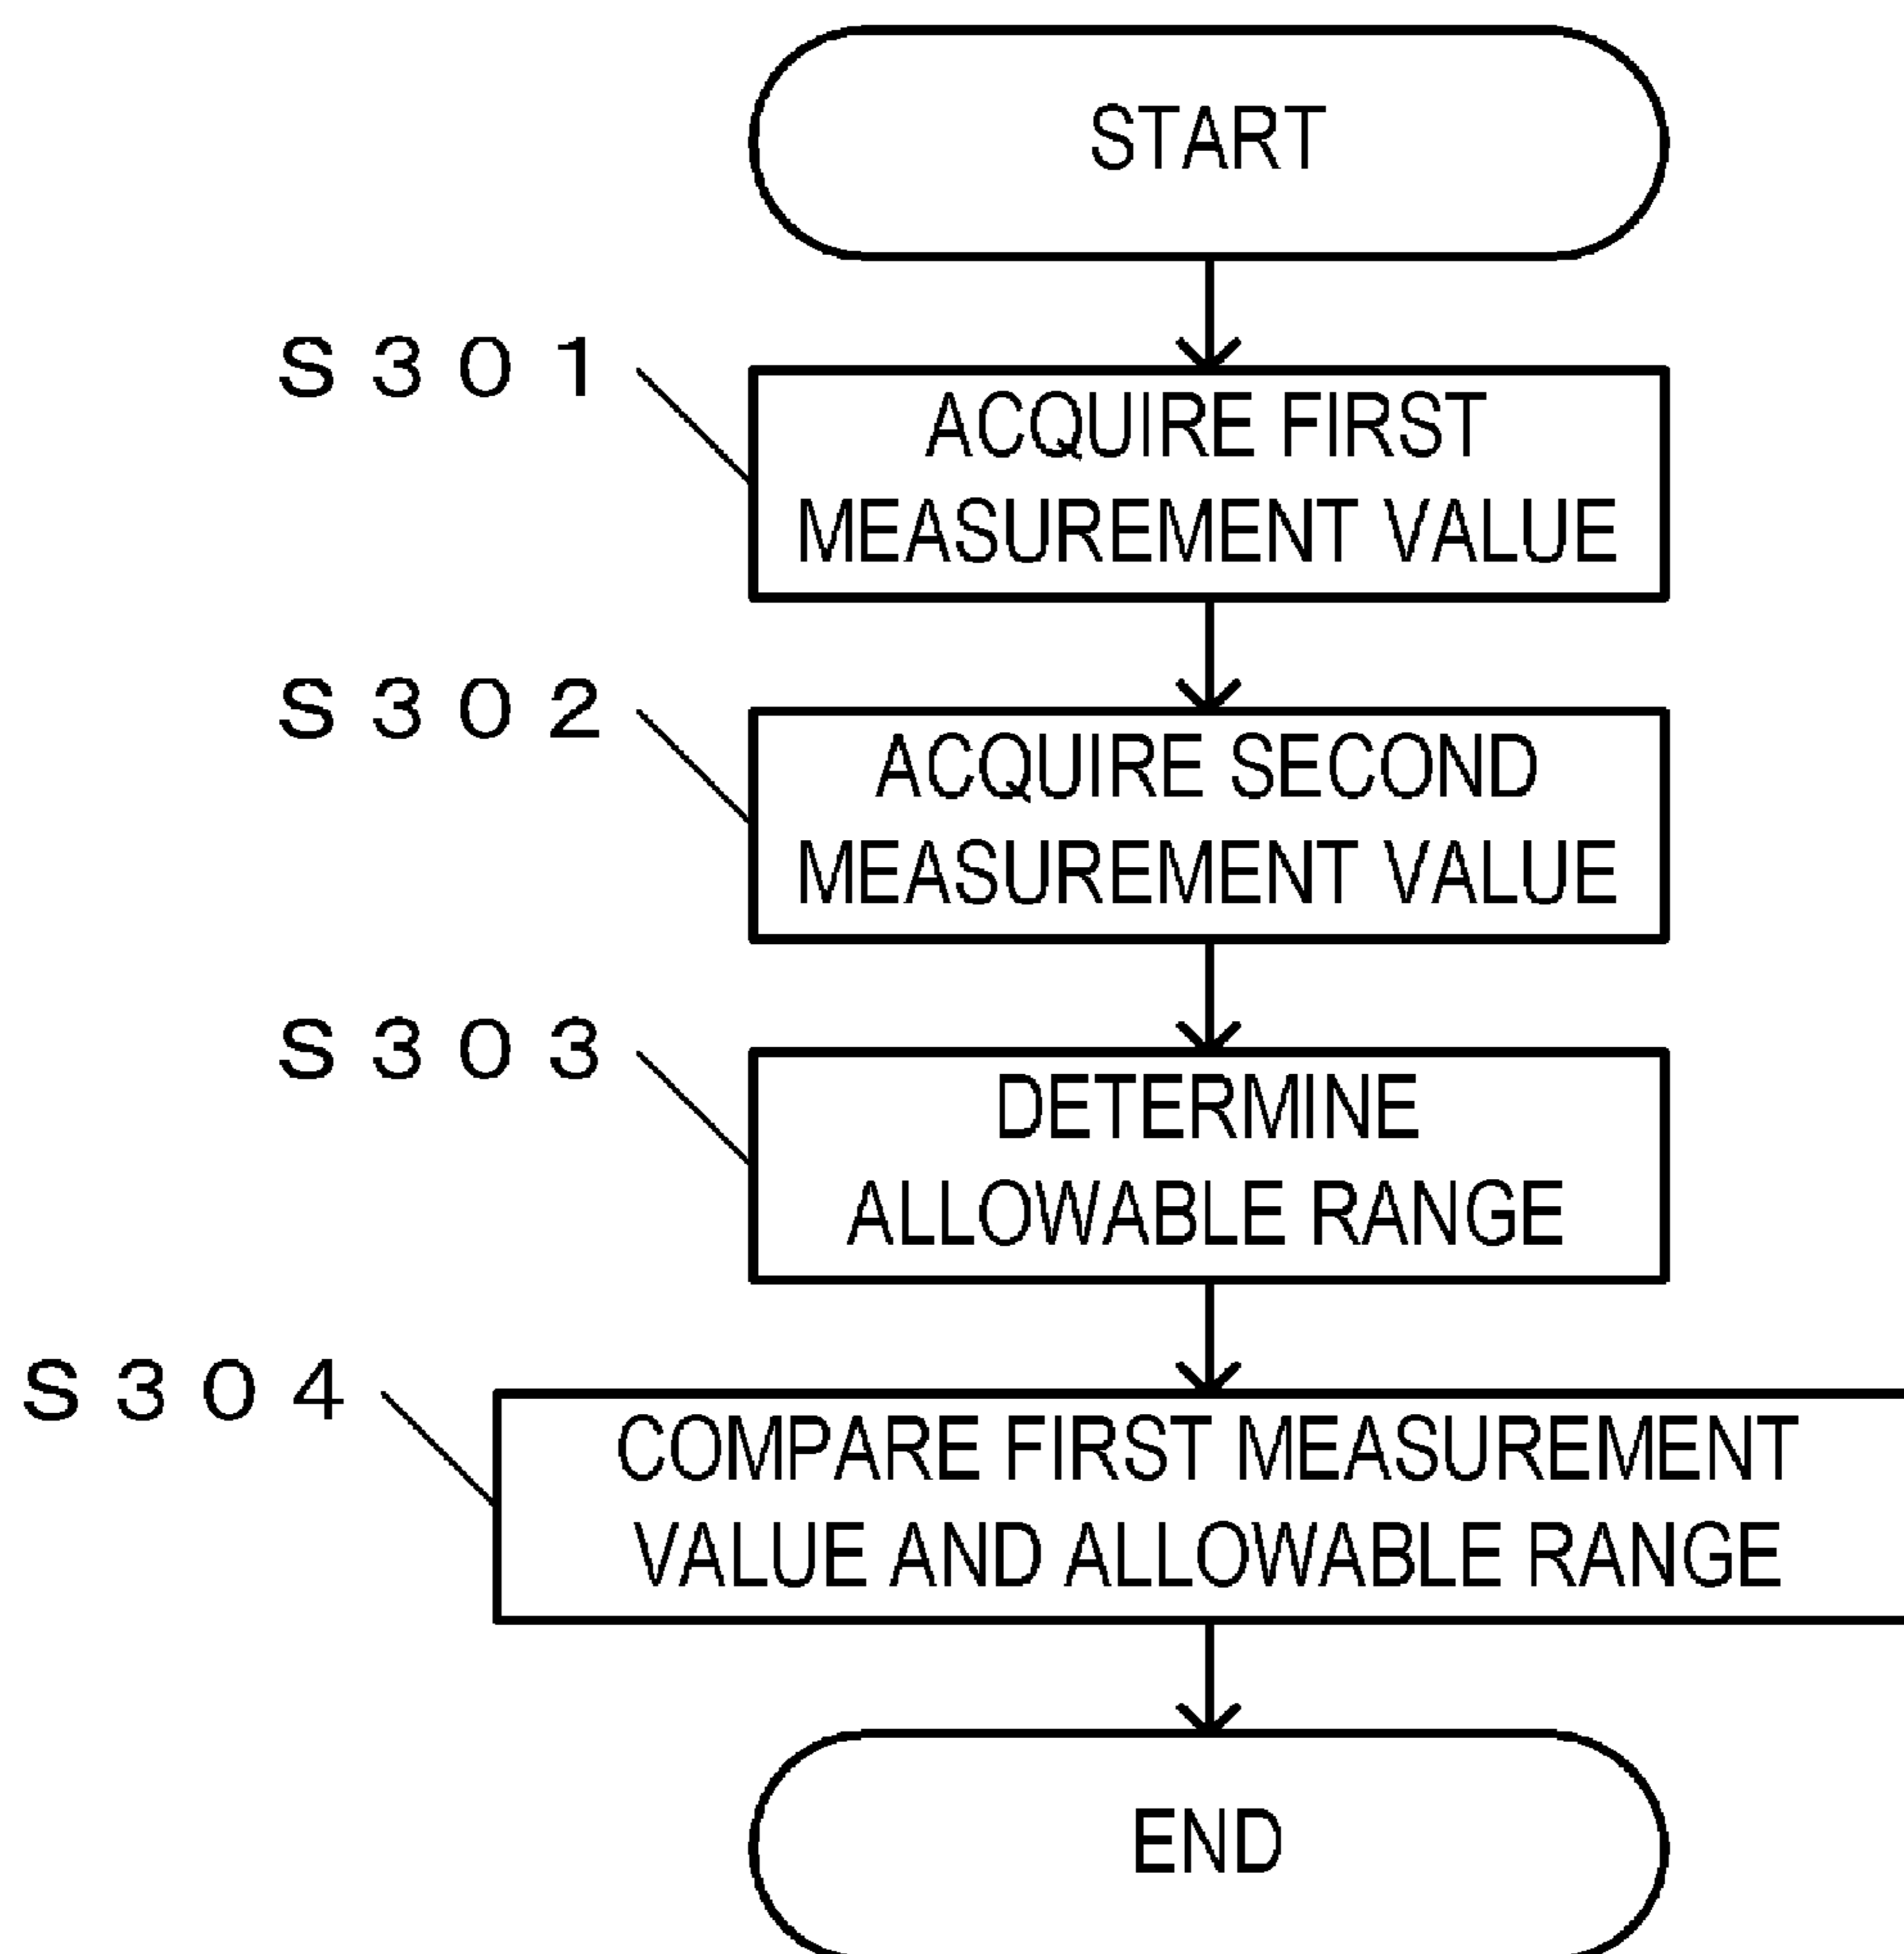 START
S301
ACQUIRE FIRST
MEASUREMENT VALUE
S302
ACQUIRE SECOND
MEASUREMENT VALUE
S303
DETERMINE
ALLOWABLE RANGE
S304
COMPARE FIRST MEASUREMENT
VALUE AND ALLOWABLE RANGE
END